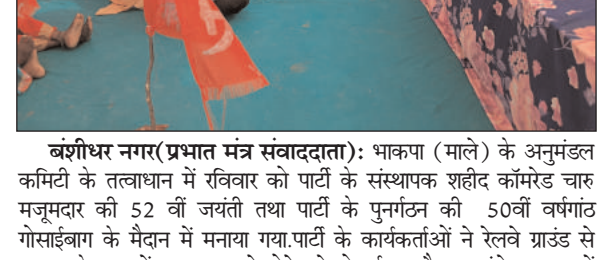 बंशीधर नगर(प्रभात मंत्र संवाददाता): भाकपा (माले) के अनुमंडल
कमिटी के तत्वाधान में रविवार को पार्टी के संस्थापक शहीद कॉमरेड चारु
मजूमदार की 52 वीं जयंती तथा पार्टी के पुनर्गठन की 50वीं वर्षगांठ
गोसाईबाग के मैदान में मनाया गया.पार्टी के कार्यकर्ताओं ने रेलवे ग्राउंड से